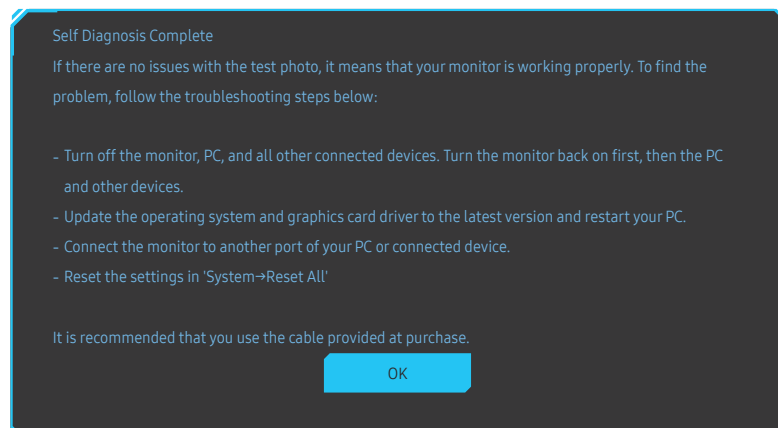 Self Diagnosis Complete
If there are no issues with the test photo, it means that your monitor is working properly. To find the
problem, follow the troubleshooting steps below:
- Turn off the monitor, PC, and all other connected devices. Turn the monitor back on first, then the PC
and other devices.
- Update the operating system and graphics card driver to the latest version and restart your PC.
- Connect the monitor to another port of your PC or connected device.
- Reset the settings in 'System→Reset All'
It is recommended that you use the cable provided at purchase.
OK